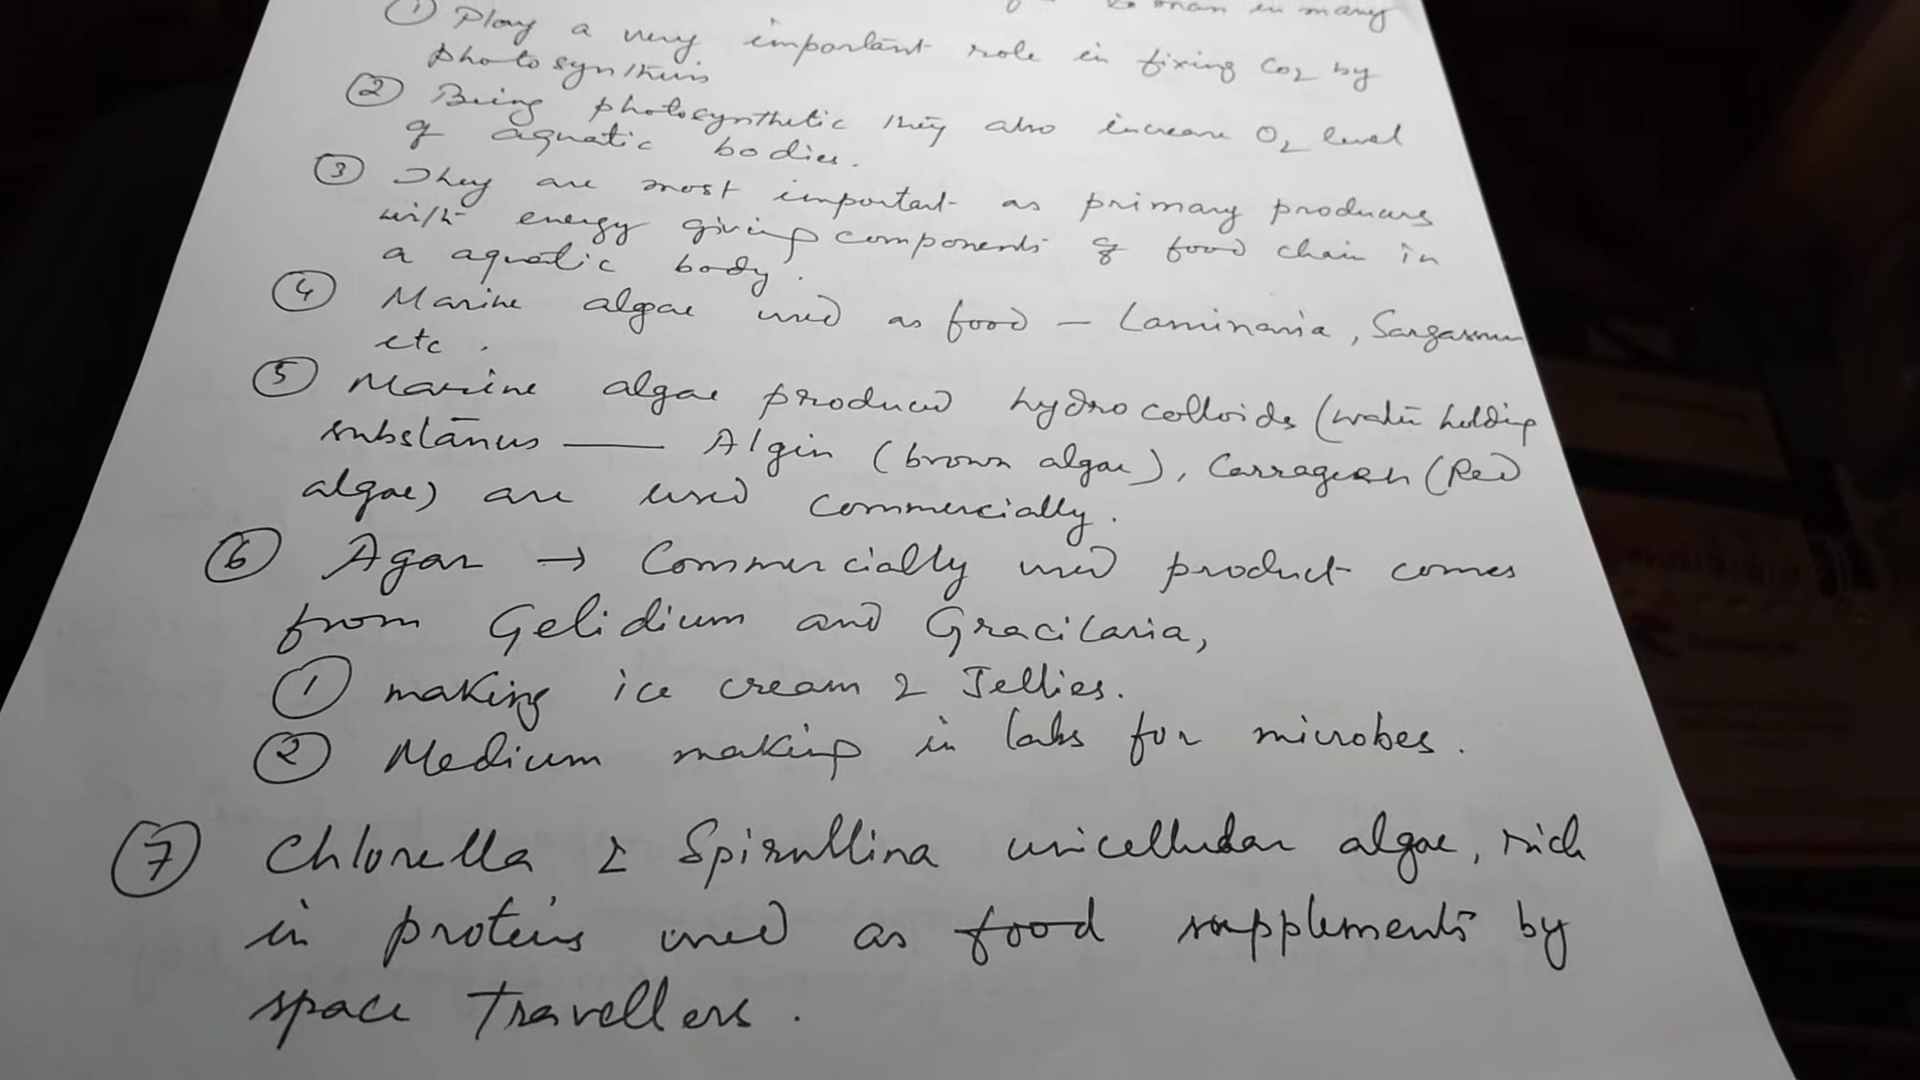 man in many
① Play a very important role in fixing CO2 by
photosynthesis
② Being photosynthetic they also increase O2 level
of aquatic bodies.
③ They are most important as primary producers
with energy giving components of food chain in
a aquatic body.
④ Marine algae used as food – Laminaria, Sargassum
etc.
⑤ Marine algae produced hydrocolloids (water holding
substances —— Algin (brown algae), Carragean (Red
algae) are used commercially.
⑥ Agar → Commercially used product comes
from Gelidium and Gracilaria,
① making ice cream & Jellies.
② Medium making in labs for microbes.
⑦ Chlorella & Spirullina unicellular algae, rich
in proteins used as food supplements by
space travellers.